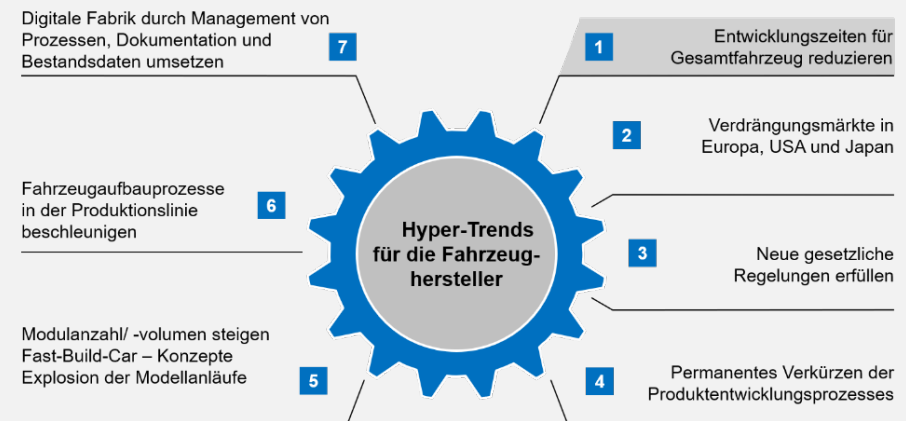 Digitale Fabrik durch Management von
Prozessen, Dokumentation und
Bestandsdaten umsetzen
7
1
Entwicklungszeiten für
Gesamtfahrzeug reduzieren
2
Verdrängungsmärkte in
Europa, USA und Japan
Fahrzeugaufbauprozesse
in der Produktionslinie
beschleunigen
6
Hyper-Trends
für die Fahrzeug-
hersteller
3
Neue gesetzliche
Regelungen erfüllen
Modulanzahl/ -volumen steigen
Fast-Build-Car – Konzepte
Explosion der Modellanläufe
5
4
Permanentes Verkürzen der
Produktentwicklungsprozesses